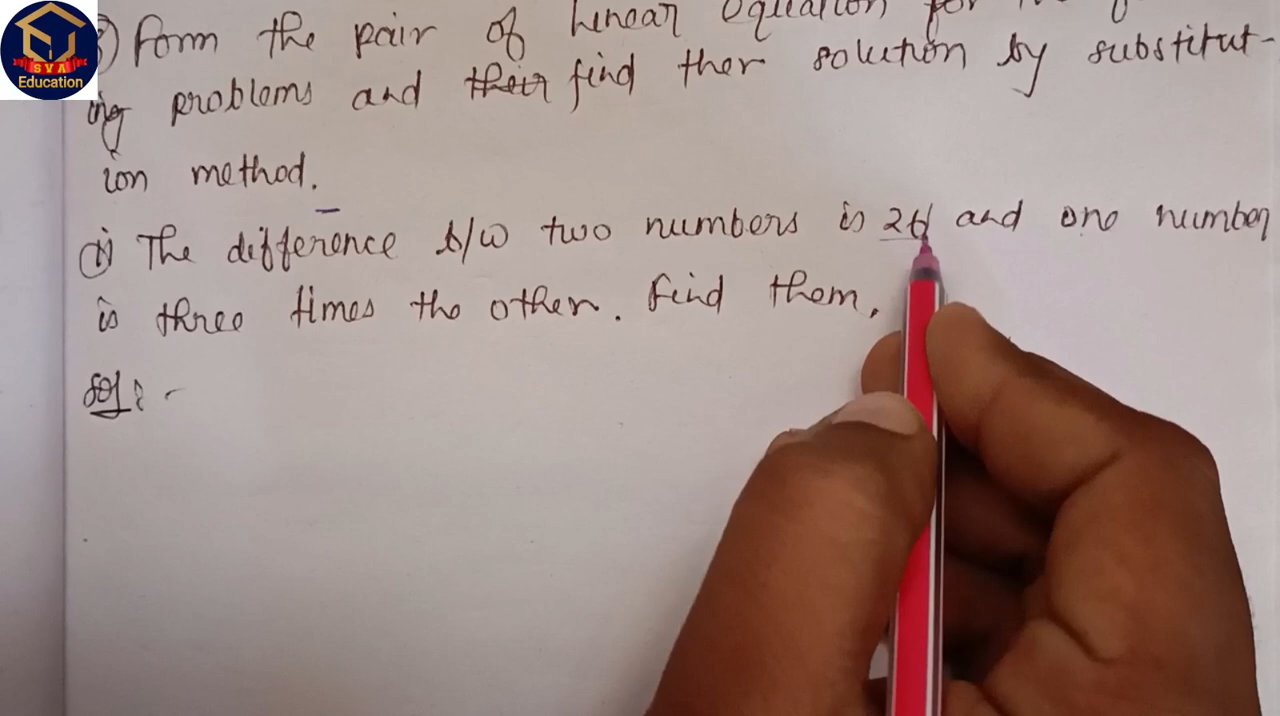 SVA
Education
3) Form the pair of Linear Equation for
ing problems and their find ther solution by substitut-
ion method.
(i) The difference b/w two numbers is 26 and one number
is three times the other. Find them.
Sol:-